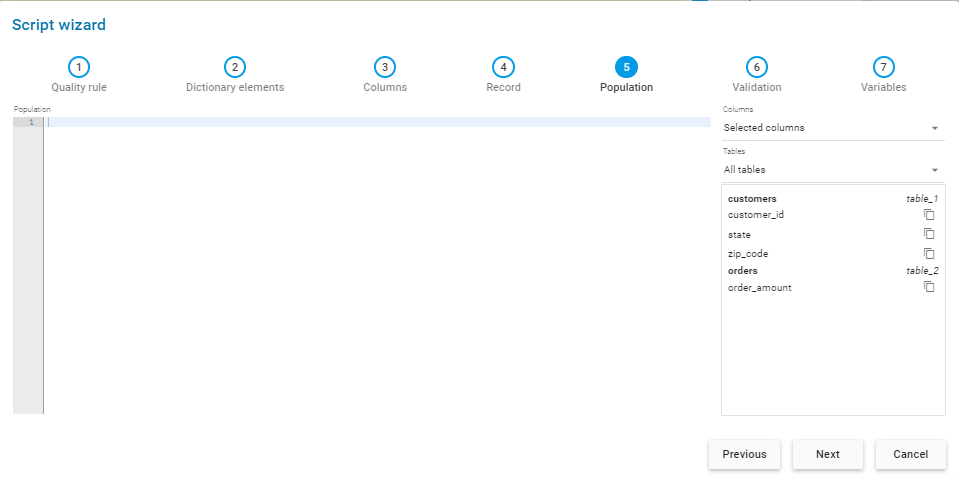 Script wizard
1 2 3 4 5 6 7
Quality rule Dictionary elements Columns Record Population Validation Variables
Population
1
Columns
Selected columns
Tables
All tables
customers table_1
customer_id
state
zip_code
orders table_2
order_amount
Previous Next Cancel